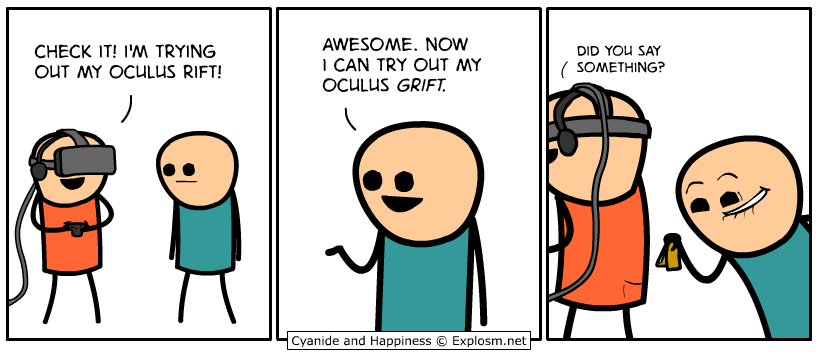 CHECK IT! I'M TRYING
OUT MY OCULUS RIFT!
AWESOME. NOW
I CAN TRY OUT MY
OCULUS GRIFT.
DID YOU SAY
SOMETHING?
Cyanide and Happiness © Explosm.net